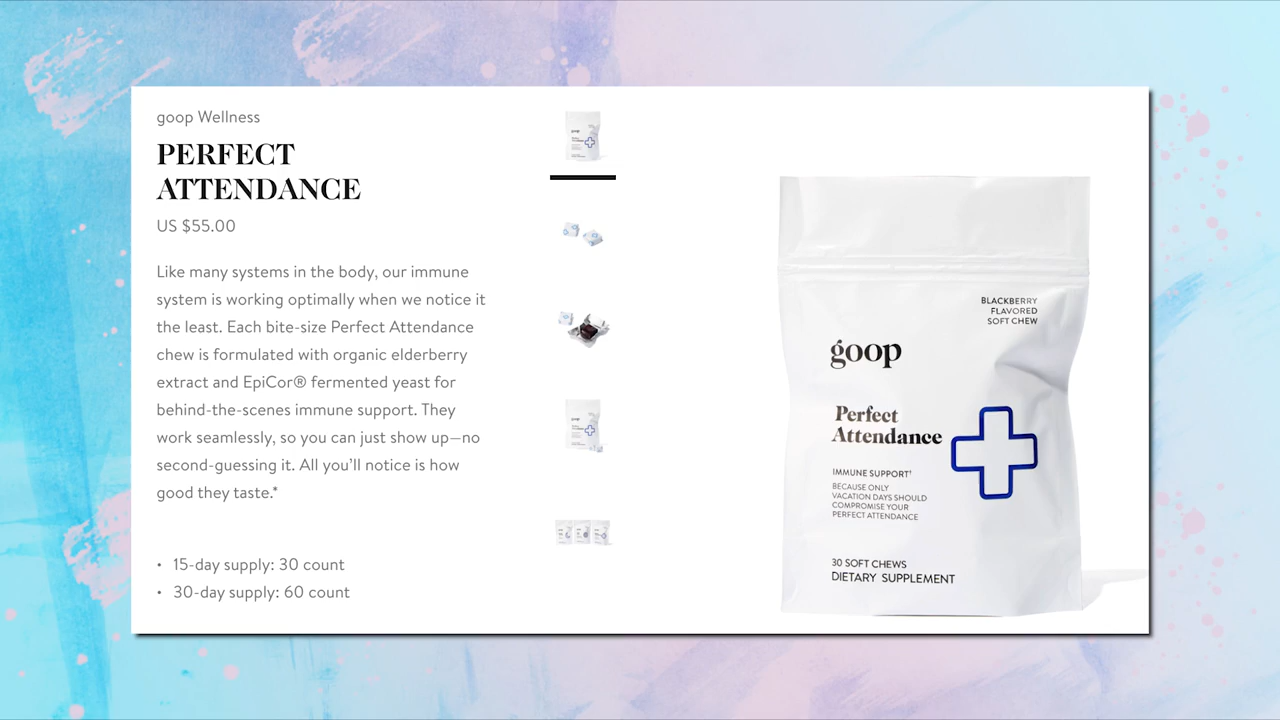 goop Wellness
PERFECT
ATTENDANCE
US $55.00
Like many systems in the body, our immune
system is working optimally when we notice it
the least. Each bite-size Perfect Attendance
chew is formulated with organic elderberry
extract and EpiCor® fermented yeast for
behind-the-scenes immune support. They
work seamlessly, so you can just show up—no
second-guessing it. All you’ll notice is how
good they taste.*
• 15-day supply: 30 count
• 30-day supply: 60 count
BLACKBERRY
FLAVORED
SOFT CHEW
goop
Perfect
Attendance
IMMUNE SUPPORT†
BECAUSE ONLY
VACATION DAYS SHOULD
COMPROMISE YOUR
PERFECT ATTENDANCE
30 SOFT CHEWS
DIETARY SUPPLEMENT